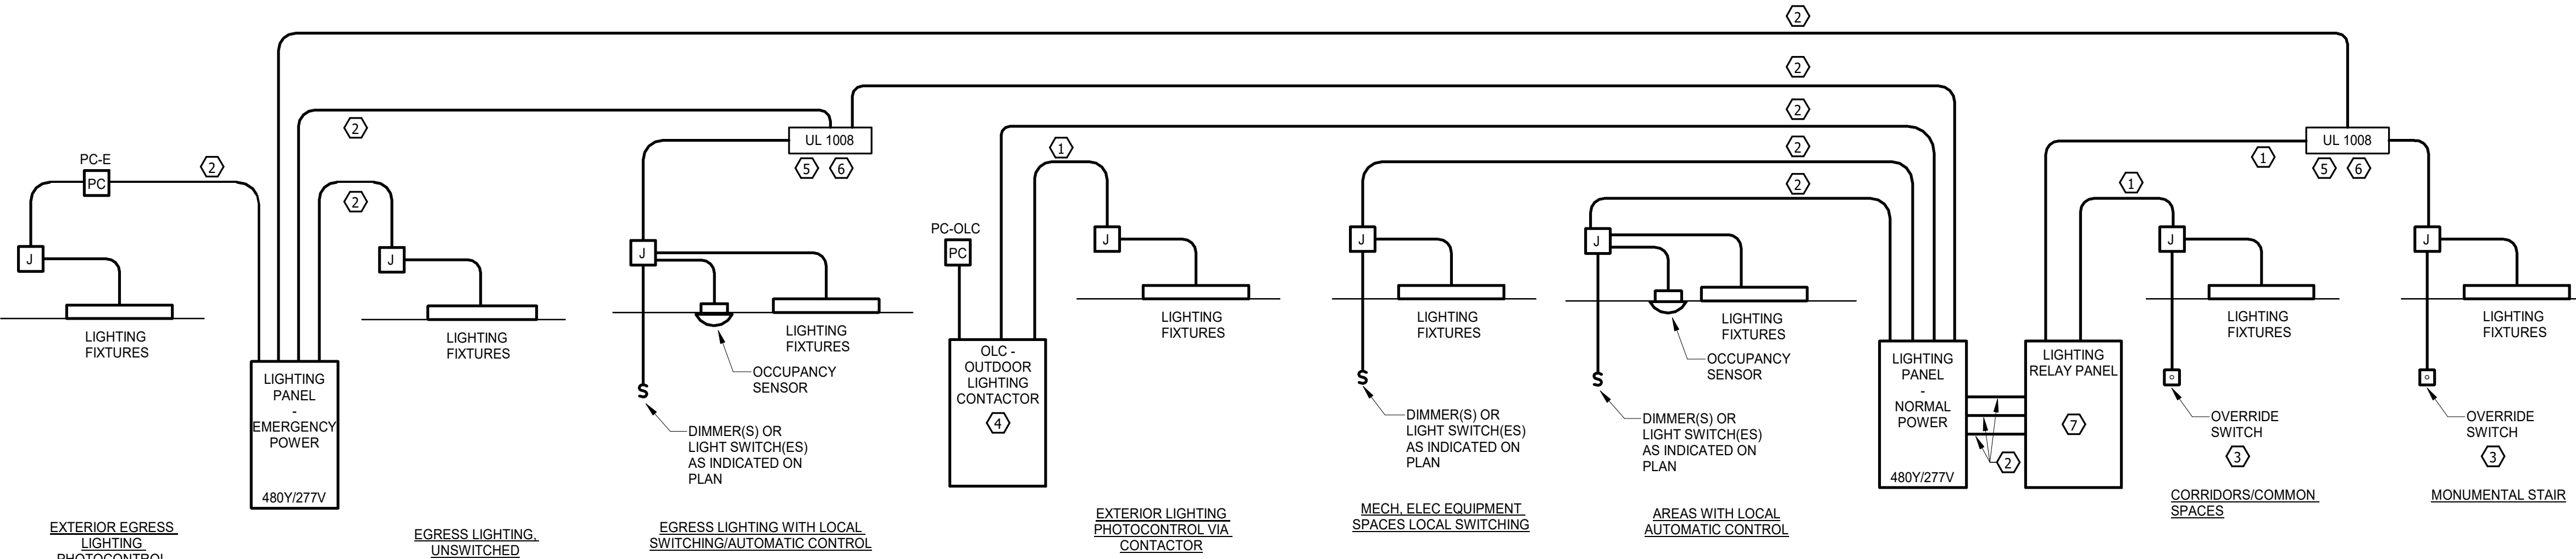 2
2
2
2
2
2
2
2
1
1
1
PC-E
PC
J
LIGHTING
FIXTURES
LIGHTING
PANEL
-
EMERGENCY
POWER
480Y/277V
EXTERIOR EGRESS
LIGHTING
PHOTOCONTROL
J
LIGHTING
FIXTURES
EGRESS LIGHTING,
UNSWITCHED
UL 1008
5
6
J
LIGHTING
FIXTURES
OCCUPANCY
SENSOR
S
DIMMER(S) OR
LIGHT SWITCH(ES)
AS INDICATED ON
PLAN
EGRESS LIGHTING WITH LOCAL
SWITCHING/AUTOMATIC CONTROL
PC-OLC
PC
OLC -
OUTDOOR
LIGHTING
CONTACTOR
4
J
LIGHTING
FIXTURES
EXTERIOR LIGHTING
PHOTOCONTROL VIA
CONTACTOR
J
LIGHTING
FIXTURES
S
DIMMER(S) OR
LIGHT SWITCH(ES)
AS INDICATED ON
PLAN
MECH, ELEC EQUIPMENT
SPACES LOCAL SWITCHING
J
LIGHTING
FIXTURES
OCCUPANCY
SENSOR
S
DIMMER(S) OR
LIGHT SWITCH(ES)
AS INDICATED ON
PLAN
AREAS WITH LOCAL
AUTOMATIC CONTROL
LIGHTING
PANEL
-
NORMAL
POWER
480Y/277V
2
LIGHTING
RELAY PANEL
7
J
LIGHTING
FIXTURES
OVERRIDE
SWITCH
3
CORRIDORS/COMMON
SPACES
UL 1008
5
6
J
LIGHTING
FIXTURES
OVERRIDE
SWITCH
3
MONUMENTAL STAIR